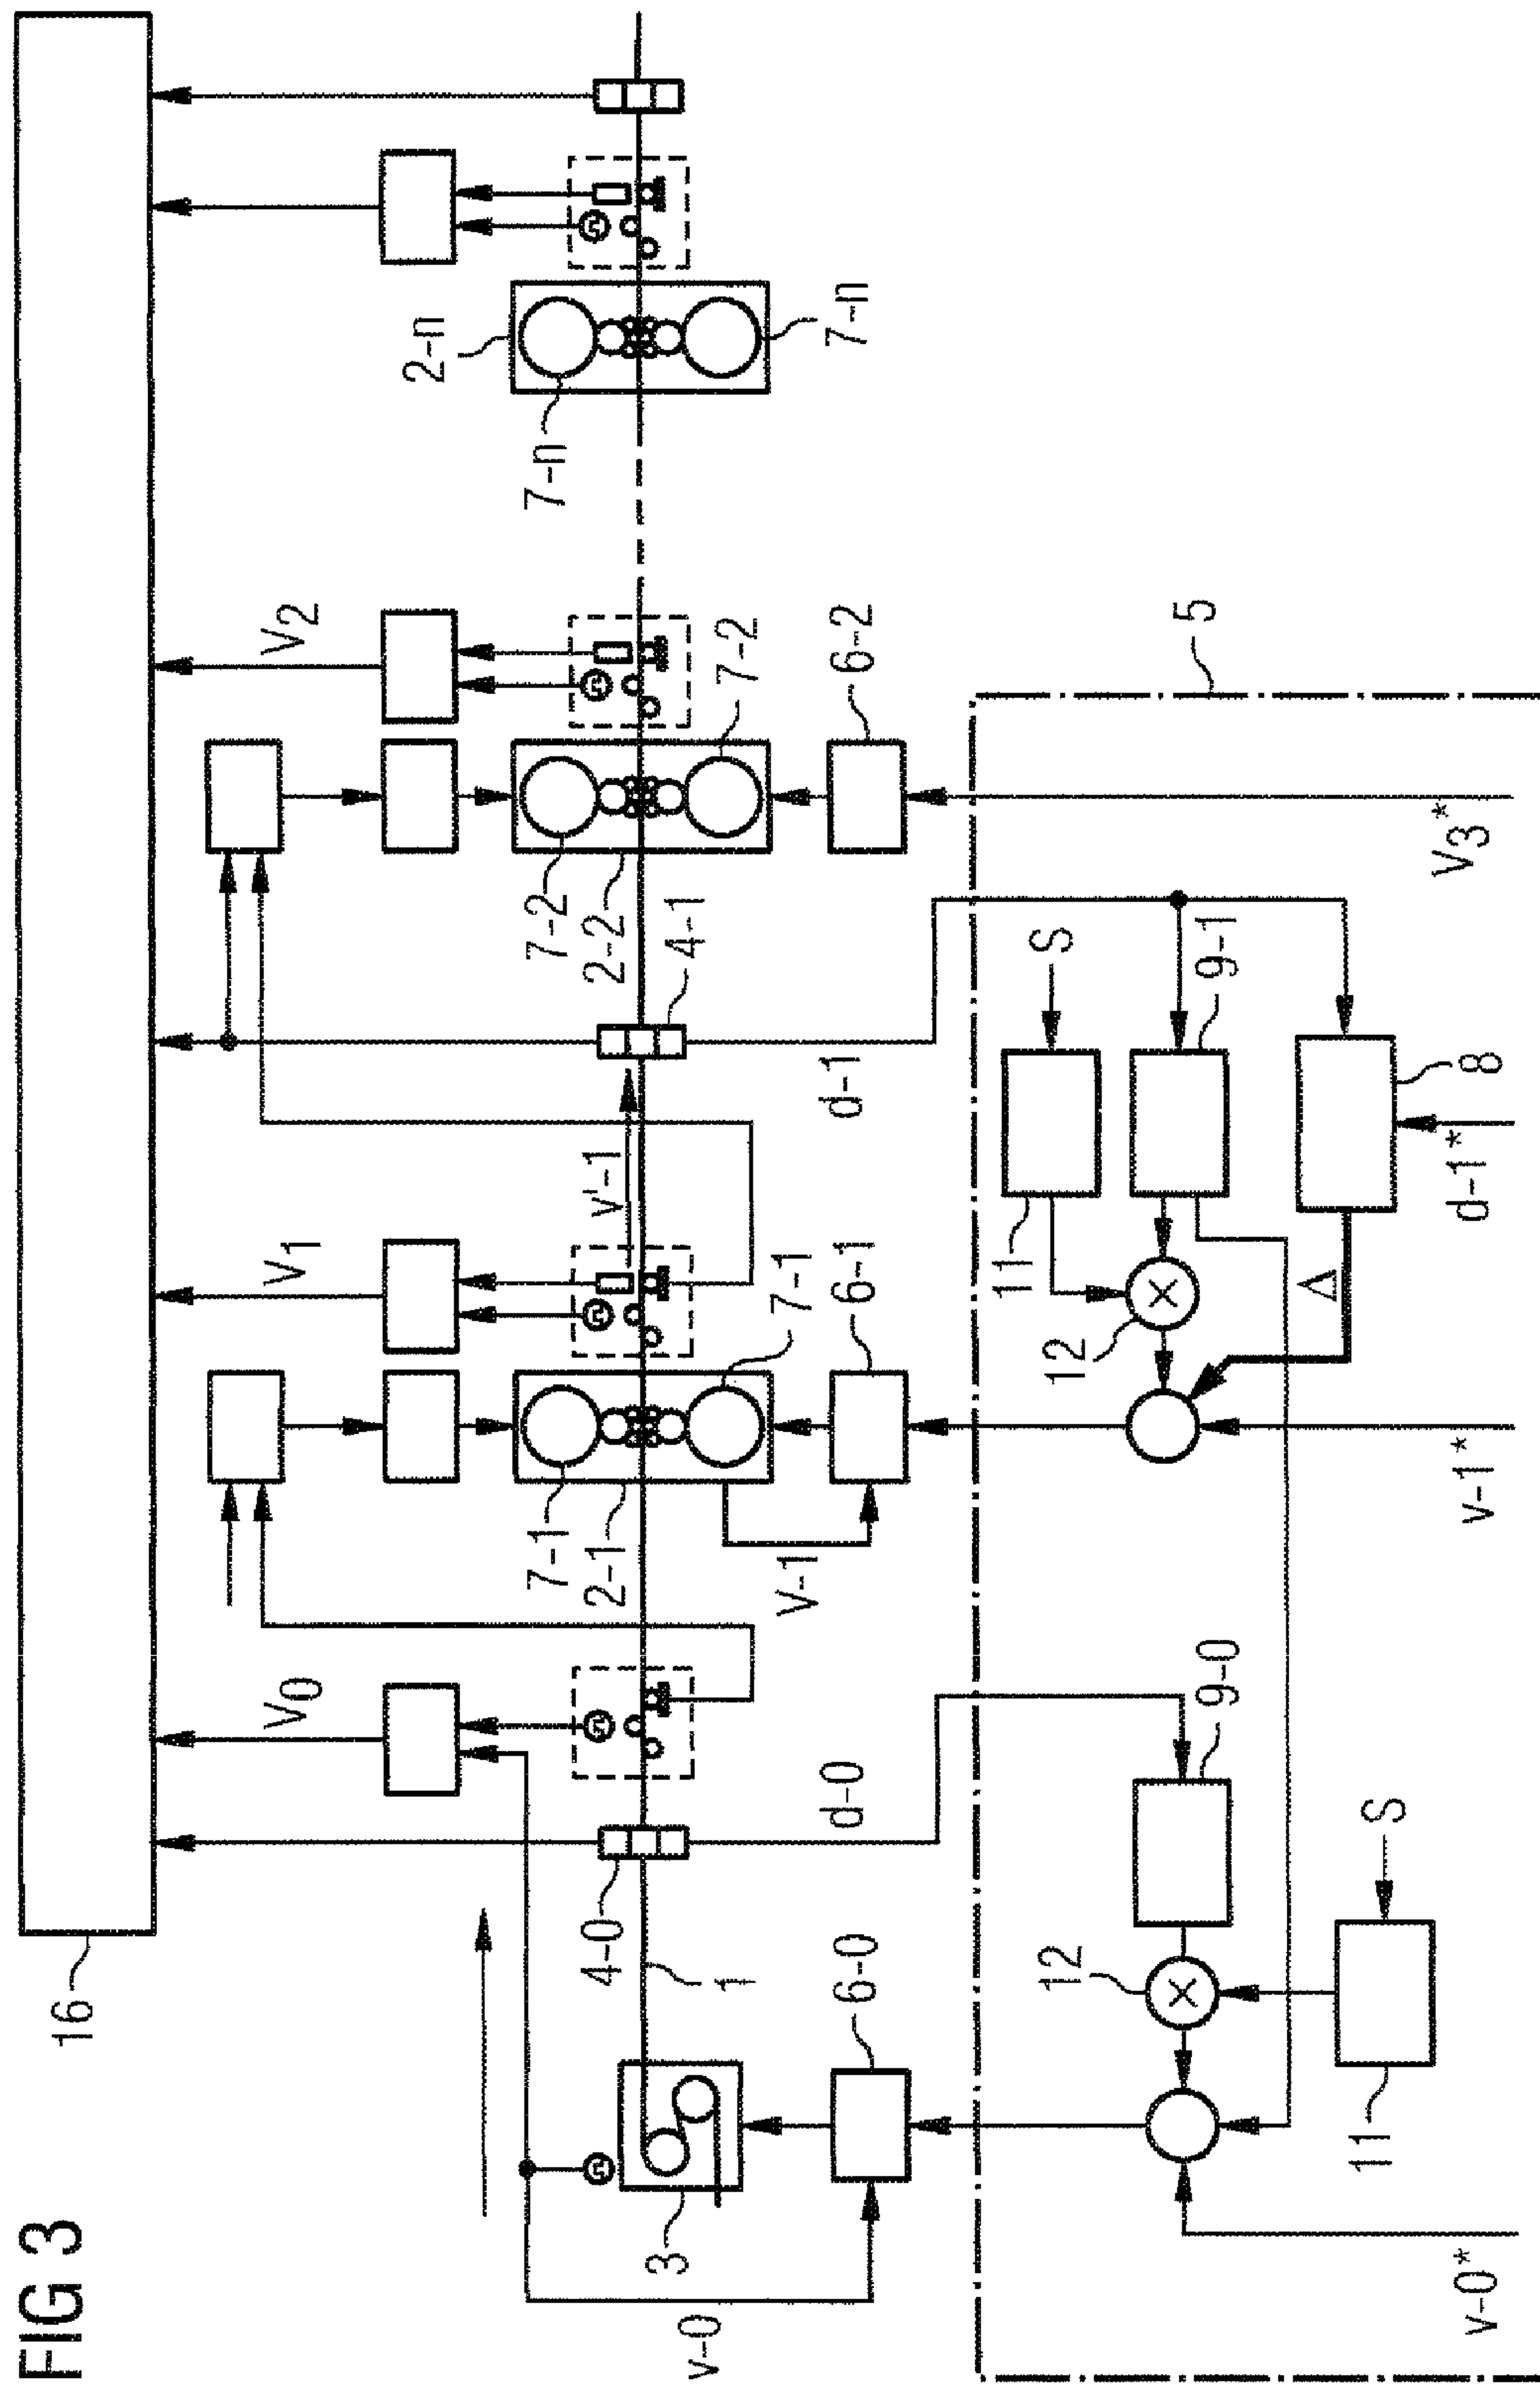 FIG 3
16
V0
V1
V2
v-0
3
1
4-0
d-0
6-0
7-1
2-1
7-1
V-1
6-1
v'-1
4-1
d-1
7-2
2-2
7-2
6-2
7-n
2-n
7-n
5
12
11
S
9-0
12
11
S
9-1
Δ
8
v-0*
v-1*
d-1*
V3*